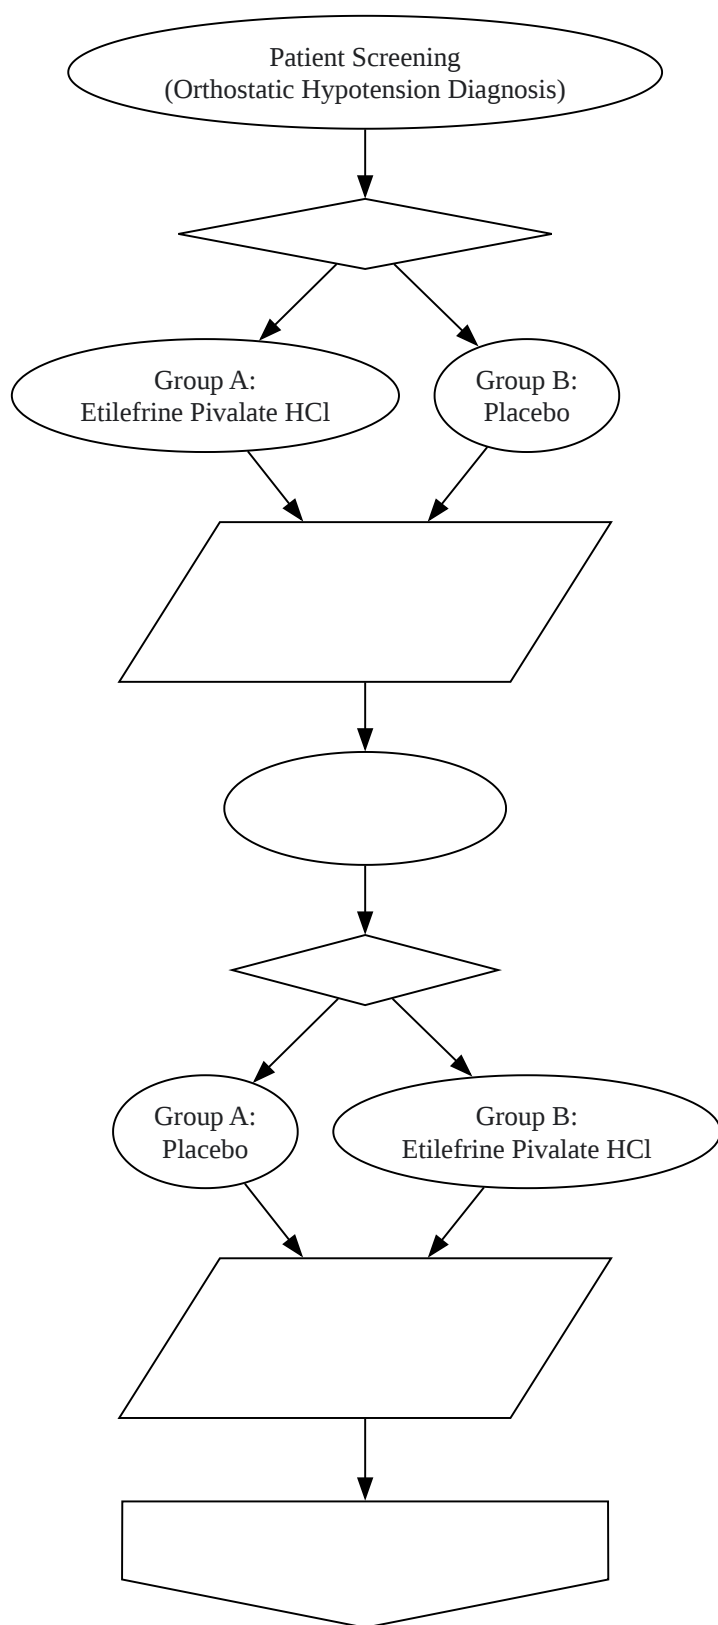 Patient Screening
(Orthostatic Hypotension Diagnosis)
Group A:
Etilefrine Pivalate HCl
Group B:
Placebo
Group A:
Placebo
Group B:
Etilefrine Pivalate HCl